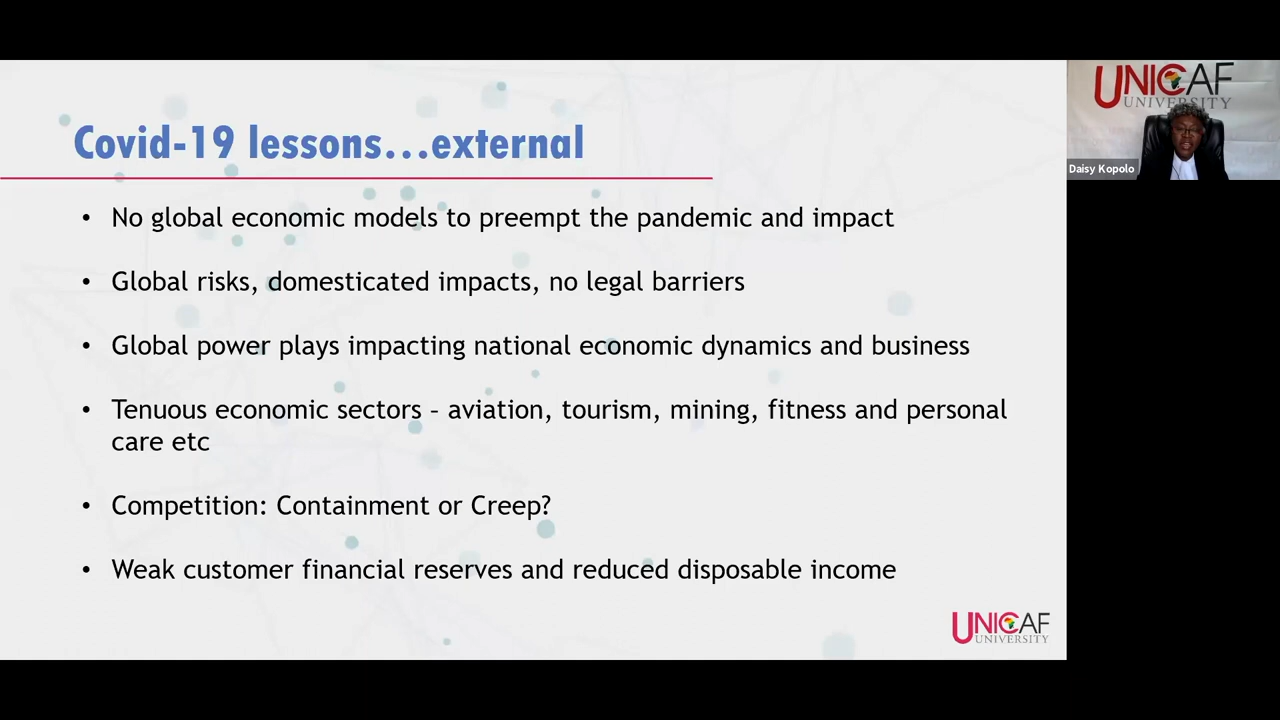 Covid-19 lessons...external
• No global economic models to preempt the pandemic and impact
• Global risks, domesticated impacts, no legal barriers
• Global power plays impacting national economic dynamics and business
• Tenuous economic sectors – aviation, tourism, mining, fitness and personal
care etc
• Competition: Containment or Creep?
• Weak customer financial reserves and reduced disposable income
UNICAF
UNIVERSITY
UNICAF
UNIVERSITY
Daisy Kopolo